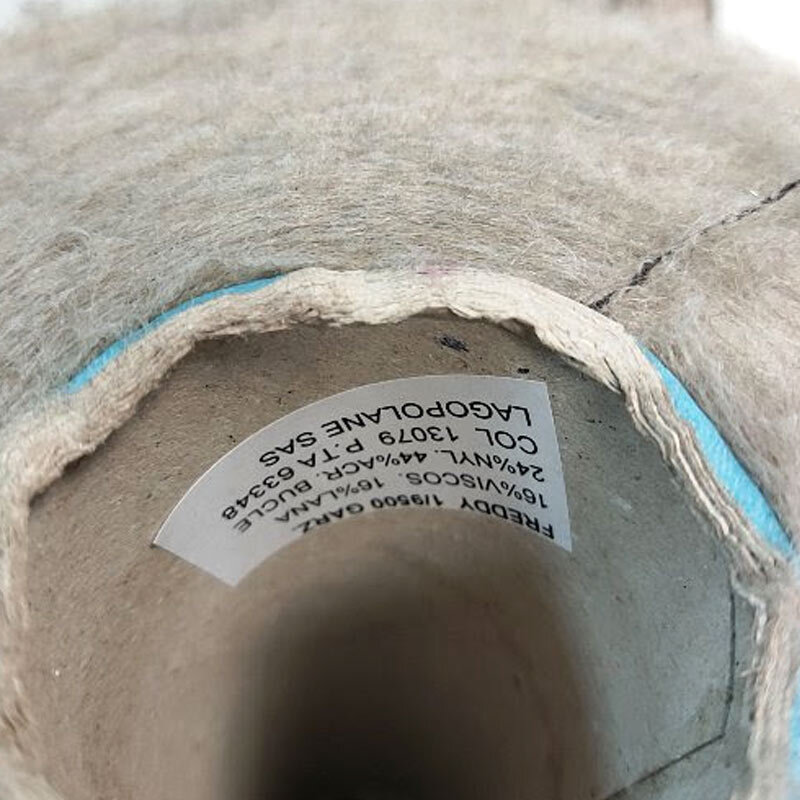 FREDDY 1/9500 GARZ.
16%VISCOS. 16%LANA
24%NYL. 44%ACR. BUCLE
COL 13079 P.TA 63348
LAGOPOLANE SAS